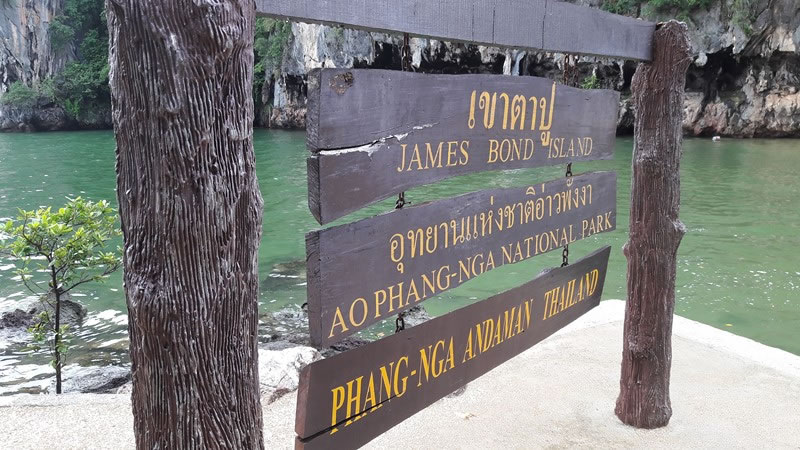 เขาตาปู
JAMES BOND ISLAND
อุทยานแห่งชาติอ่าวพังงา
AO PHANG-NGA NATIONAL PARK
PHANG-NGA ANDAMAN THAILAND